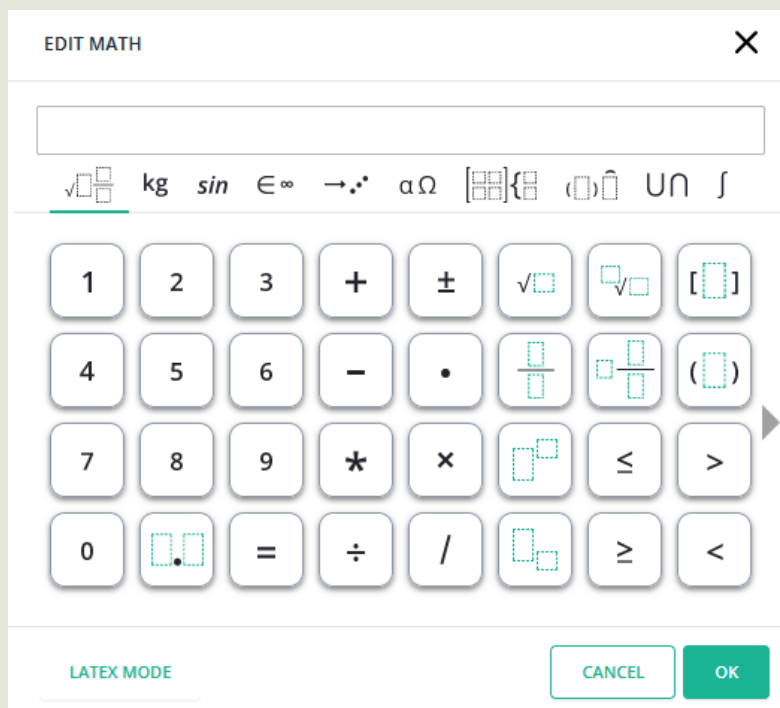 EDIT MATH
√ kg sin ∈∞ → αΩ [ ]{ ( ) ∪∩ ∫
1 2 3 + ± √ √ [ ]
4 5 6 − • ( )
7 8 9 * × ≤ >
0 . = ÷ / ≥ <
LATEX MODE CANCEL OK